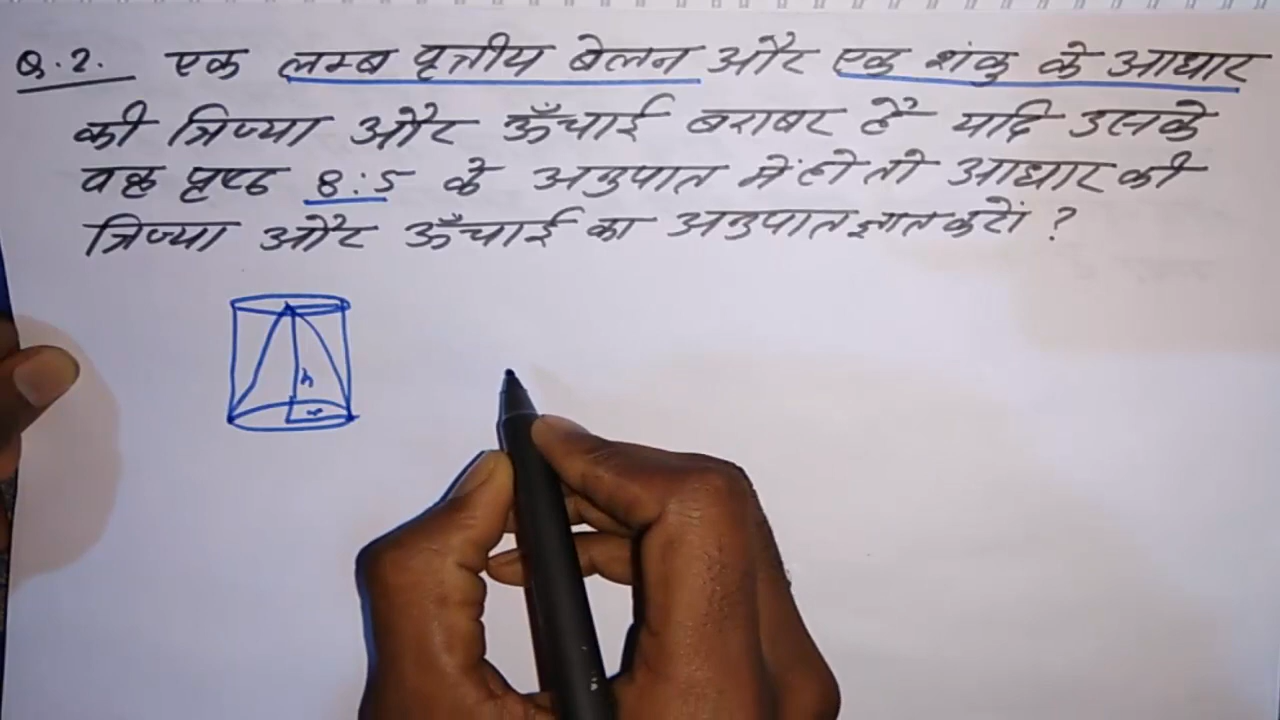 Q.2. एक लम्ब वृत्तीय बेलन और एक शंकु के आधार
की त्रिज्या और ऊँचाई बराबर है यदि उसके
वक्र पृष्ठ 8:5 के अनुपात में हो तो आधार की
त्रिज्या और ऊँचाई का अनुपात ज्ञात करों ?
h
r